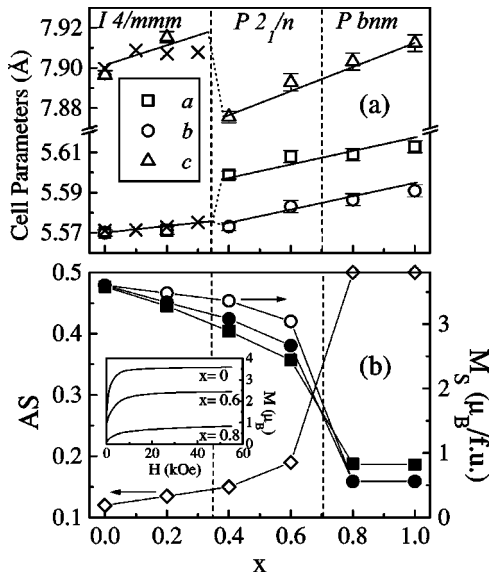 I 4/mmm P 2₁/n P bnm
7.92
7.90
7.88
5.61
5.59
5.57
Cell Parameters (Å)
a
b
c
(a)
0.5
0.4
0.3
0.2
0.1
AS
3
2
1
0
M_S (μ_B/f.u.)
(b)
x= 0
x= 0.6
x= 0.8
4
3
2
1
0
M (μ_B)
0 20 40 60
H (kOe)
0.0 0.2 0.4 0.6 0.8 1.0
x